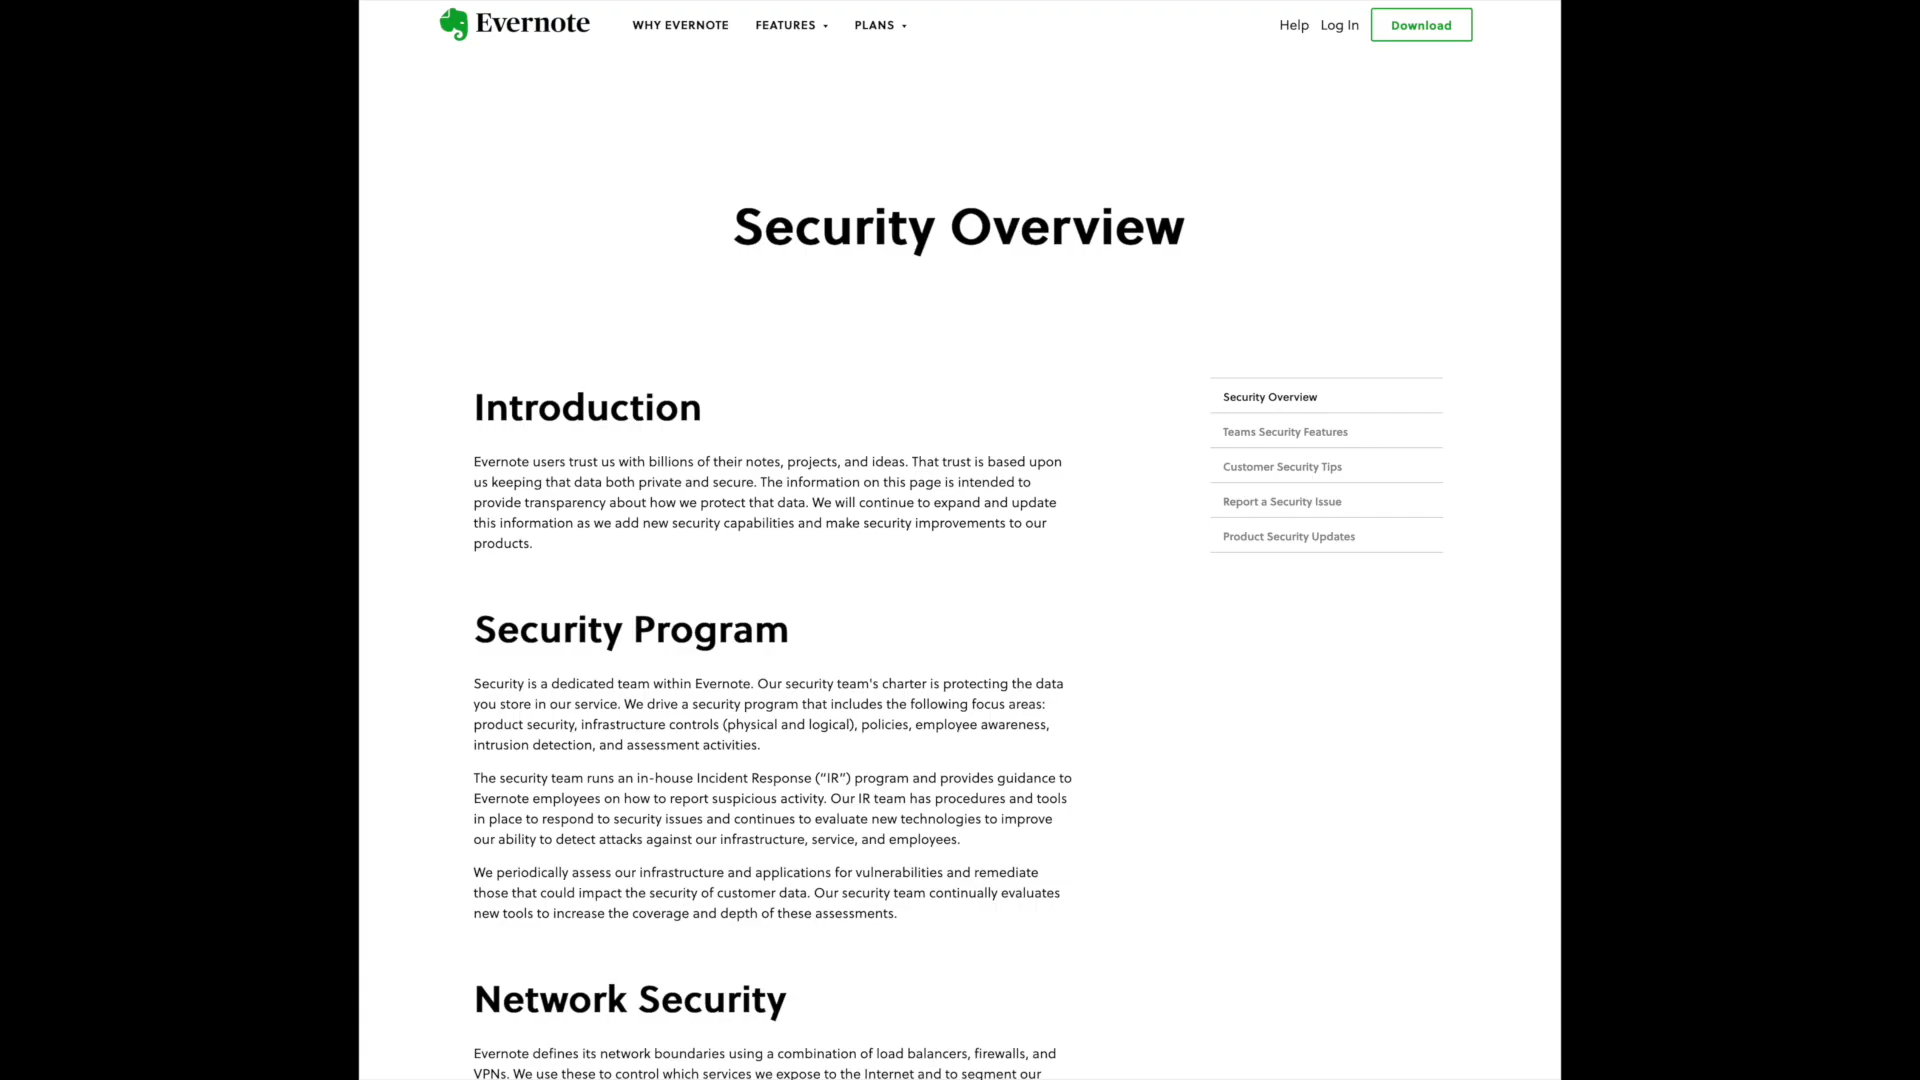 Evernote
WHY EVERNOTE
FEATURES
PLANS
Help
Log In
Download
Security Overview
Introduction
Evernote users trust us with billions of their notes, projects, and ideas. That trust is based upon
us keeping that data both private and secure. The information on this page is intended to
provide transparency about how we protect that data. We will continue to expand and update
this information as we add new security capabilities and make security improvements to our
products.
Security Overview
Teams Security Features
Customer Security Tips
Report a Security Issue
Product Security Updates
Security Program
Security is a dedicated team within Evernote. Our security team's charter is protecting the data
you store in our service. We drive a security program that includes the following focus areas:
product security, infrastructure controls (physical and logical), policies, employee awareness,
intrusion detection, and assessment activities.
The security team runs an in-house Incident Response (“IR”) program and provides guidance to
Evernote employees on how to report suspicious activity. Our IR team has procedures and tools
in place to respond to security issues and continues to evaluate new technologies to improve
our ability to detect attacks against our infrastructure, service, and employees.
We periodically assess our infrastructure and applications for vulnerabilities and remediate
those that could impact the security of customer data. Our security team continually evaluates
new tools to increase the coverage and depth of these assessments.
Network Security
Evernote defines its network boundaries using a combination of load balancers, firewalls, and
VPNs. We use these to control which services we expose to the Internet and to segment our